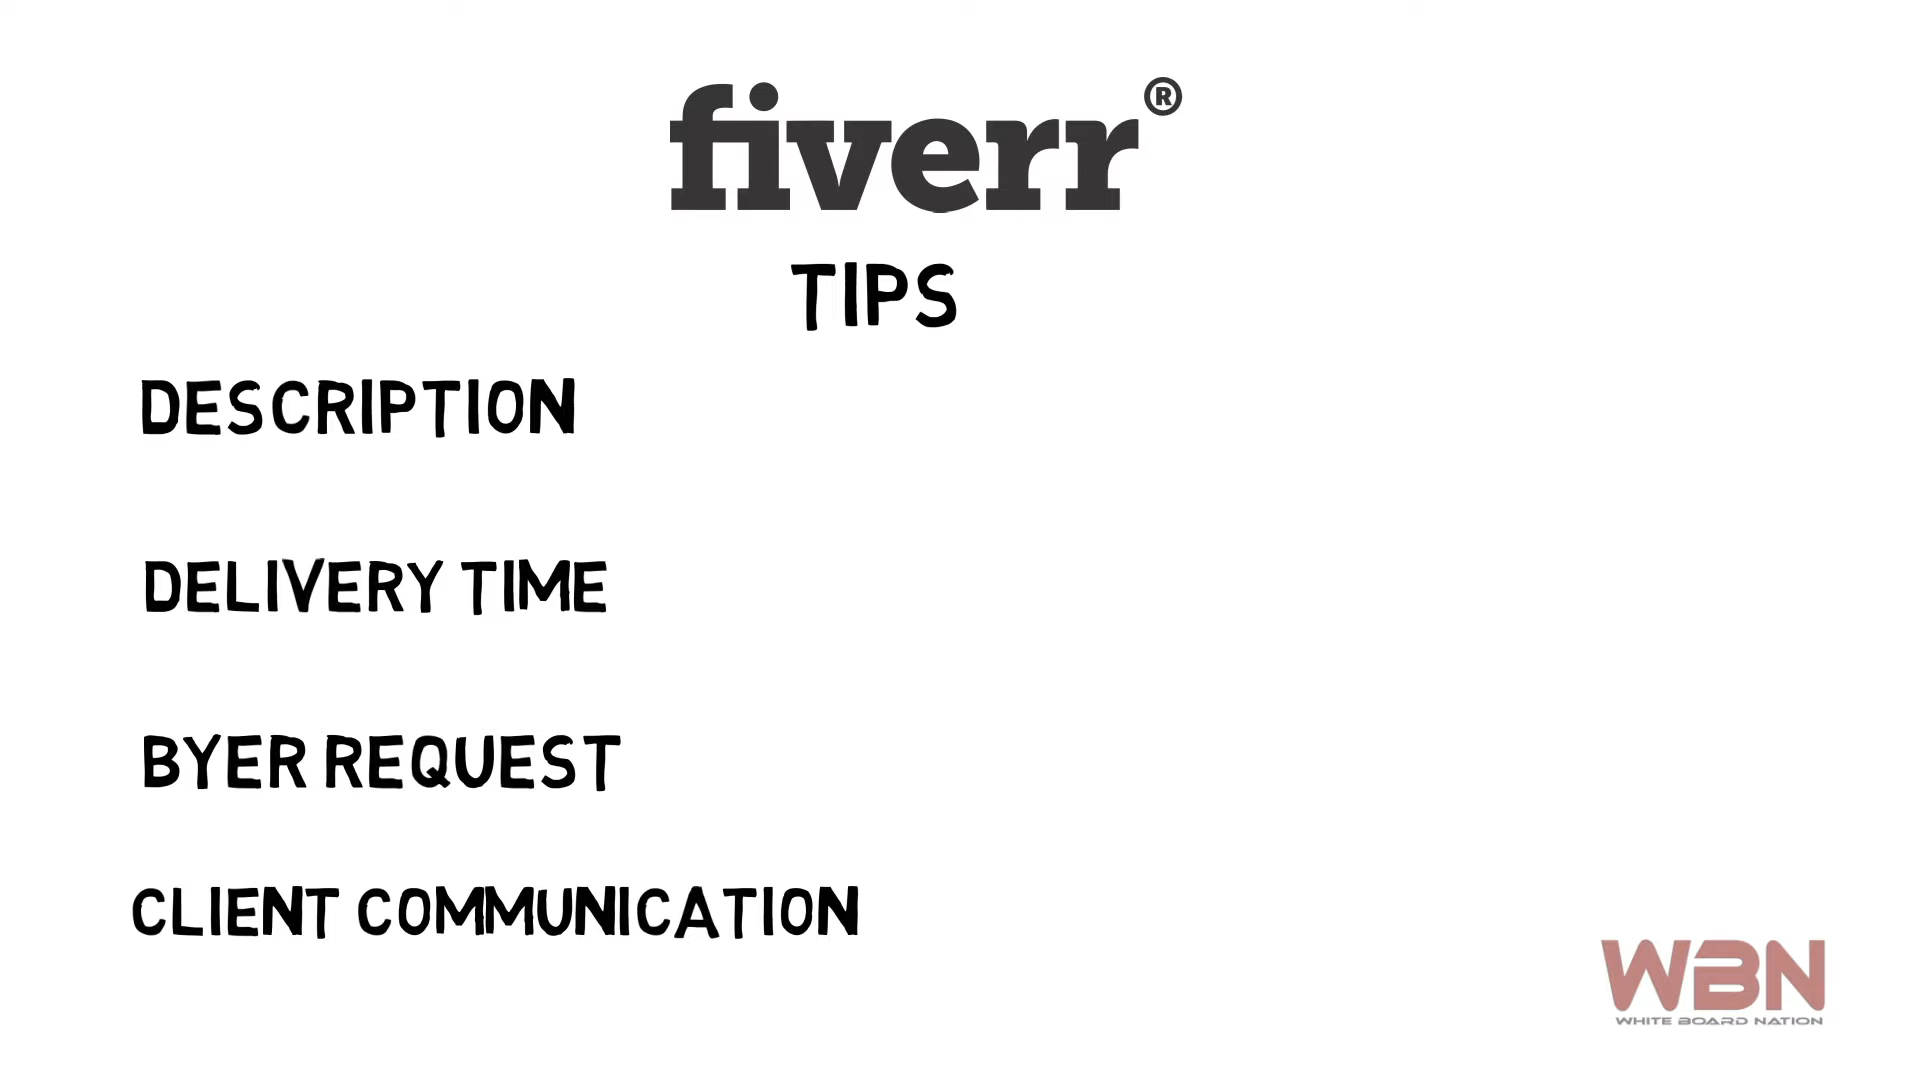 fiverr®
TIPS
DESCRIPTION
DELIVERY TIME
BYER REQUEST
CLIENT COMMUNICATION
WBN
WHITE BOARD NATION